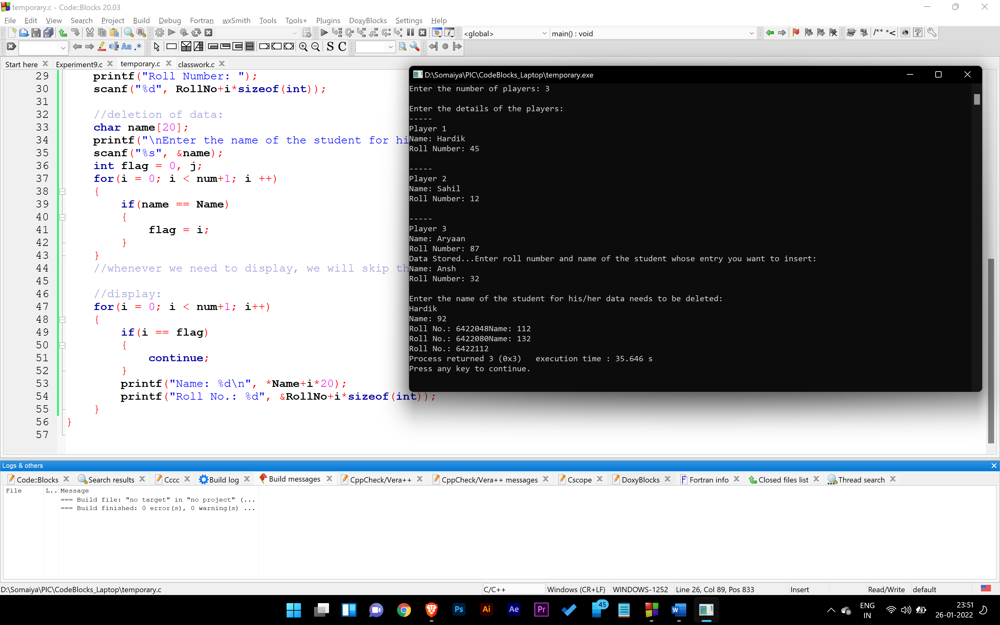 temporary.c - Code::Blocks 20.03
File Edit View Search Project Build Debug Fortran wxSmith Tools Tools+ Plugins DoxyBlocks Settings Help
<global> main() : void
/** *<
Aa .* S C
Start here Experiment9.c temporary.c classwork.c
29 printf("Roll Number: ");
30 scanf("%d", RollNo+i*sizeof(int));
31
32 //deletion of data:
33 char name[20];
34 printf("\nEnter the name of the student for hi
35 scanf("%s", &name);
36 int flag = 0, j;
37 for(i = 0; i < num+1; i ++)
38 {
39 if(name == Name)
40 {
41 flag = i;
42 }
43 }
44 //whenever we need to display, we will skip th
45
46 //display:
47 for(i = 0; i < num+1; i++)
48 {
49 if(i == flag)
50 {
51 continue;
52 }
53 printf("Name: %d\n", *Name+i*20);
54 printf("Roll No.: %d", &RollNo+i*sizeof(int));
55 }
56 }
57
D:\Somaiya\PIC\CodeBlocks_Laptop\temporary.exe
Enter the number of players: 3
Enter the details of the players:
-----
Player 1
Name: Hardik
Roll Number: 45
-----
Player 2
Name: Sahil
Roll Number: 12
-----
Player 3
Name: Aryaan
Roll Number: 87
Data Stored...Enter roll number and name of the student whose entry you want to insert:
Name: Ansh
Roll Number: 32
Enter the name of the student for his/her data needs to be deleted:
Hardik
Name: 92
Roll No.: 6422048Name: 112
Roll No.: 6422080Name: 132
Roll No.: 6422112
Process returned 3 (0x3)   execution time : 35.646 s
Press any key to continue.
Logs & others
Code::Blocks Search results Cccc Build log Build messages CppCheck/Vera++ CppCheck/Vera++ messages Cscope DoxyBlocks Fortran info Closed files list Thread search
File L.. Message
=== Build file: "no target" in "no project" (...
=== Build finished: 0 error(s), 0 warning(s) ...
D:\Somaiya\PIC\CodeBlocks_Laptop\temporary.c C/C++ Windows (CR+LF) WINDOWS-1252 Line 26, Col 89, Pos 833 Insert Read/Write default
Ps Ai Ae Pr 45 W
ENG
IN
23:51
26-01-2022